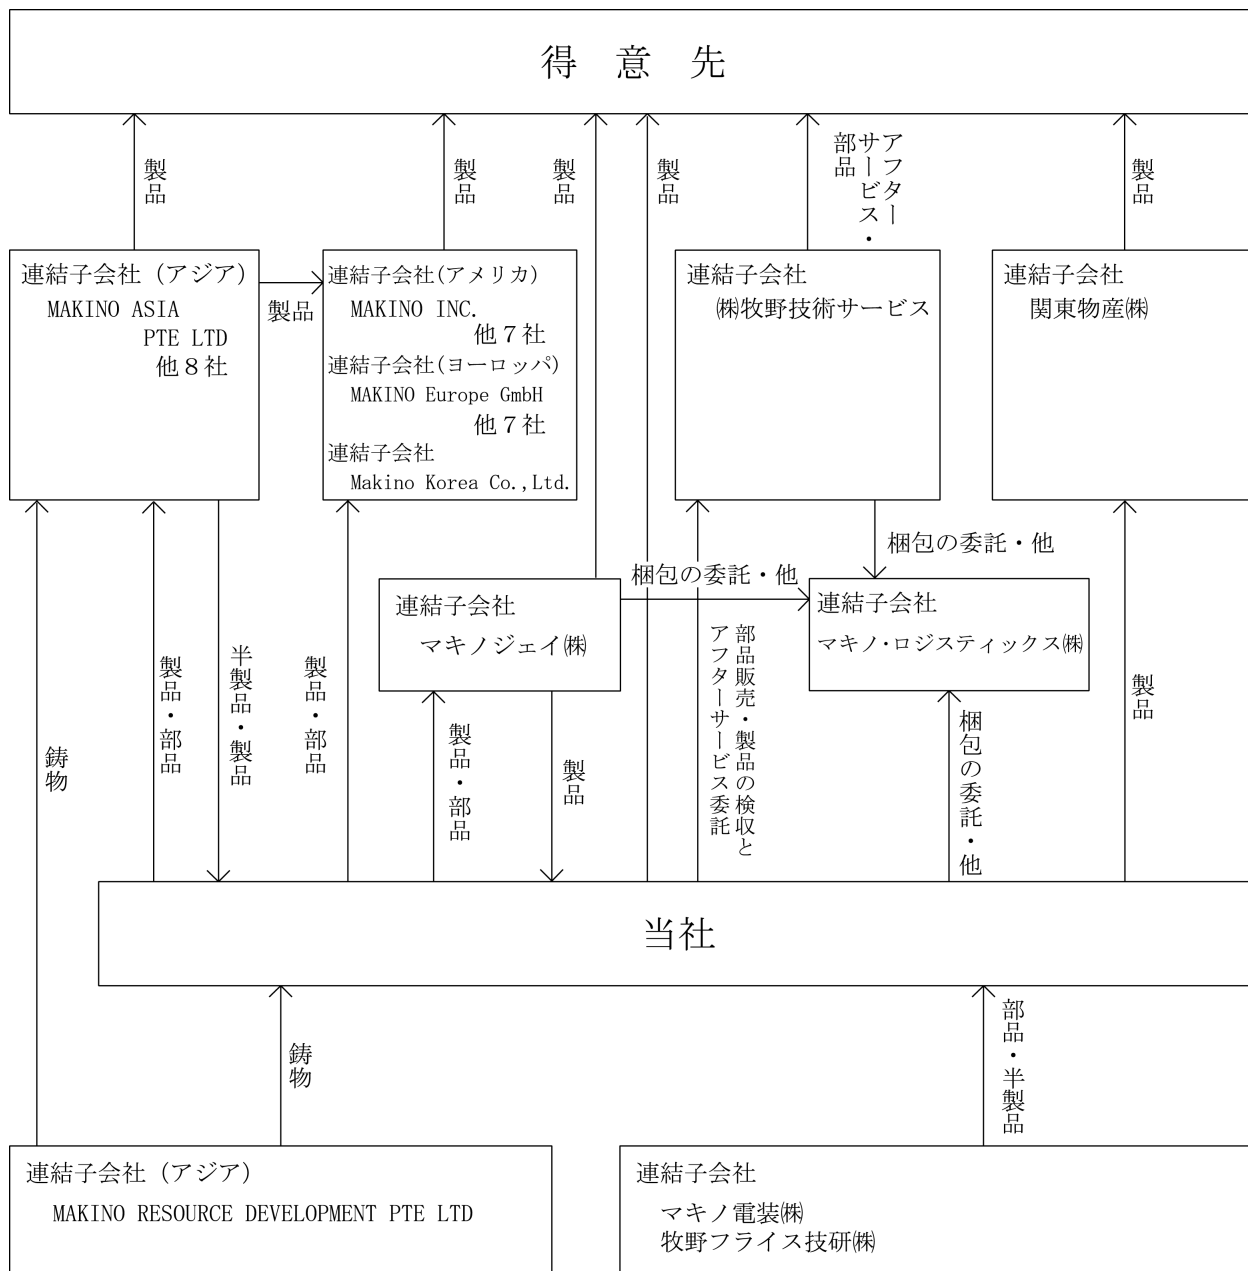 得 意 先
製品
製品
製品
製品
アフター
サービス・
部品
製品
連結子会社（アジア）
MAKINO ASIA
PTE LTD
他８社
製品
連結子会社(アメリカ)
MAKINO INC.
他７社
連結子会社(ヨーロッパ)
MAKINO Europe GmbH
他７社
連結子会社
Makino Korea Co.,Ltd.
連結子会社
㈱牧野技術サービス
連結子会社
関東物産㈱
梱包の委託・他
梱包の委託・他
連結子会社
マキノジェイ㈱
連結子会社
マキノ・ロジスティックス㈱
鋳物
製品・部品
半製品・製品
製品・部品
製品・部品
製品
部品販売・製品の検収と
アフターサービス委託
梱包の委託・他
製品
当社
鋳物
部品・半製品
連結子会社（アジア）
MAKINO RESOURCE DEVELOPMENT PTE LTD
連結子会社
マキノ電装㈱
牧野フライス技研㈱